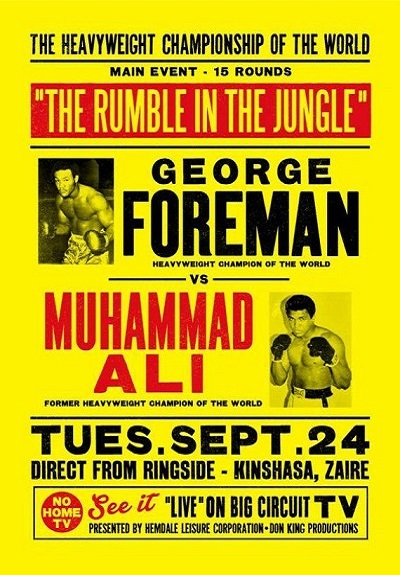 THE HEAVYWEIGHT CHAMPIONSHIP OF THE WORLD
MAIN EVENT - 15 ROUNDS
"THE RUMBLE IN THE JUNGLE"
GEORGE
FOREMAN
HEAVYWEIGHT CHAMPION OF THE WORLD
VS
MUHAMMAD
ALI
FORMER HEAVYWEIGHT CHAMPION OF THE WORLD
TUES.SEPT.24
DIRECT FROM RINGSIDE - KINSHASA, ZAIRE
NO
HOME
TV
See it "LIVE" ON BIG CIRCUIT TV
PRESENTED BY HEMDALE LEISURE CORPORATION•DON KING PRODUCTIONS